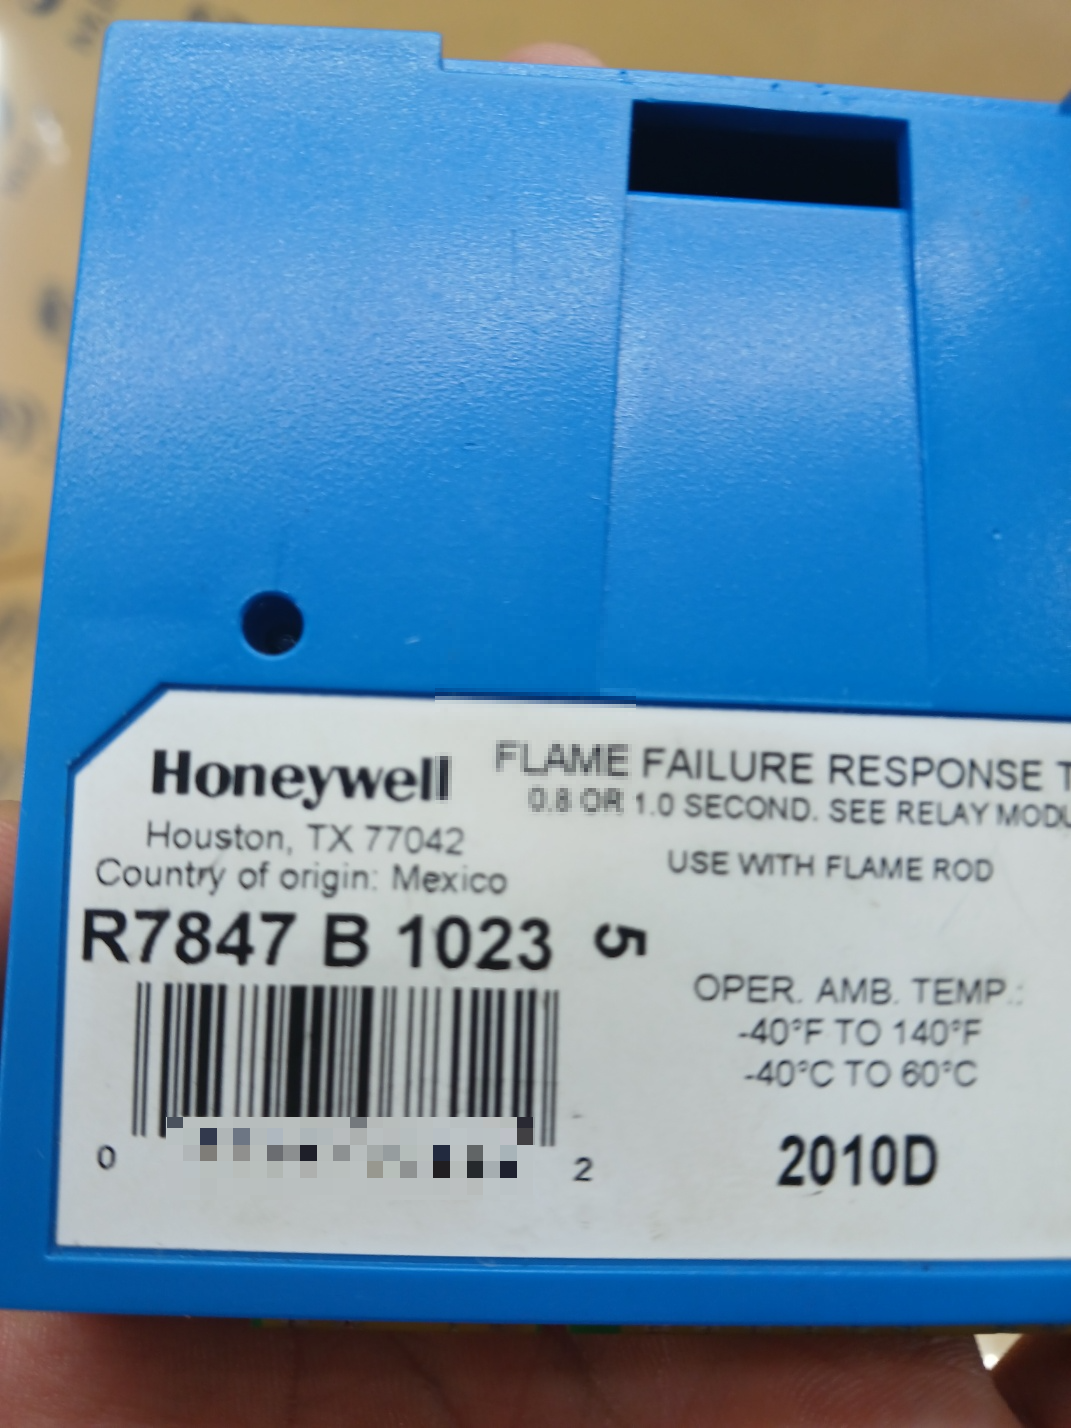 Honeywell
Houston, TX 77042
Country of origin: Mexico
R7847 B 1023 5
0 2
FLAME FAILURE RESPONSE T
0.8 OR 1.0 SECOND. SEE RELAY MODU
USE WITH FLAME ROD
OPER. AMB. TEMP.:
-40°F TO 140°F
-40°C TO 60°C
2010D